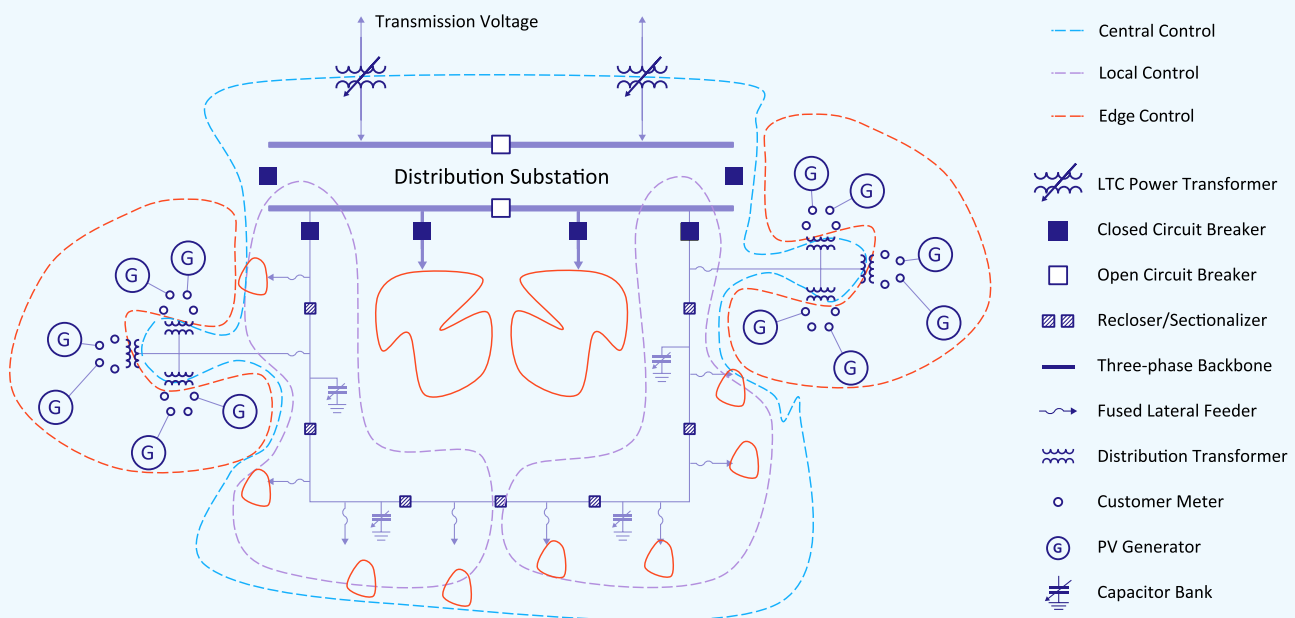 Transmission Voltage
Distribution Substation
G
G
G
G
G
G
G
G
G
G
G
G
Central Control
Local Control
Edge Control
LTC Power Transformer
Closed Circuit Breaker
Open Circuit Breaker
Recloser/Sectionalizer
Three-phase Backbone
Fused Lateral Feeder
Distribution Transformer
Customer Meter
G
PV Generator
Capacitor Bank